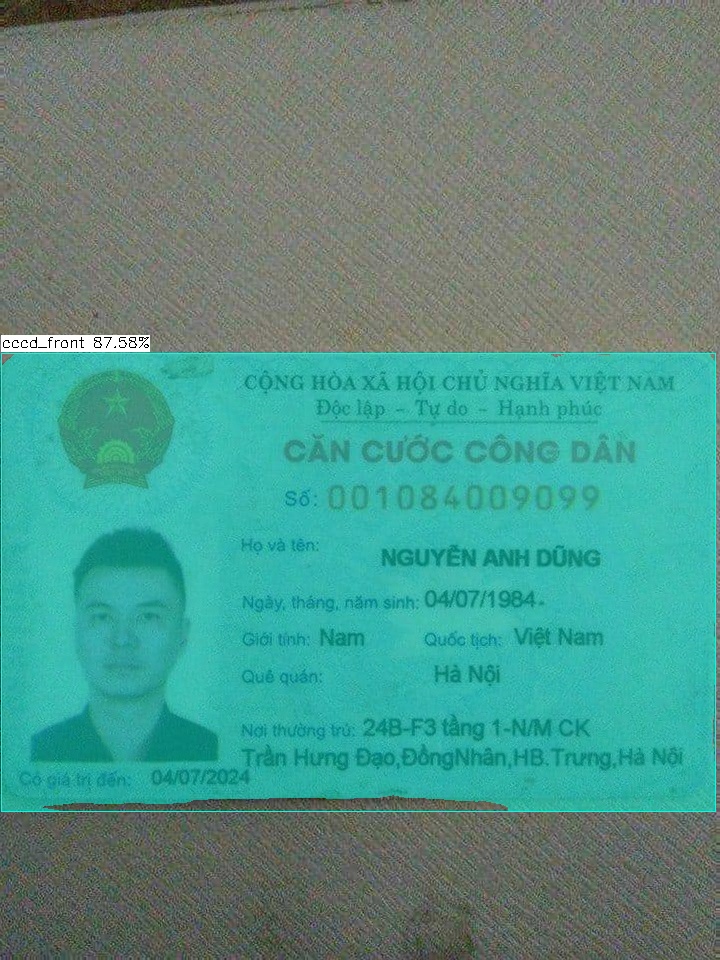 cccd_front 87.58%
CỘNG HÒA XÃ HỘI CHỦ NGHĨA VIỆT NAM
Độc lập - Tự do - Hạnh phúc
CĂN CƯỚC CÔNG DÂN
Số: 001084009099
Họ và tên: NGUYỄN ANH DŨNG
Ngày, tháng, năm sinh: 04/07/1984
Giới tính: Nam Quốc tịch: Việt Nam
Quê quán: Hà Nội
Nơi thường trú: 24B-F3 tầng 1-N/M CK
Trần Hưng Đạo,ĐồngNhân,HB.Trưng,Hà Nội
Có giá trị đến: 04/07/2024